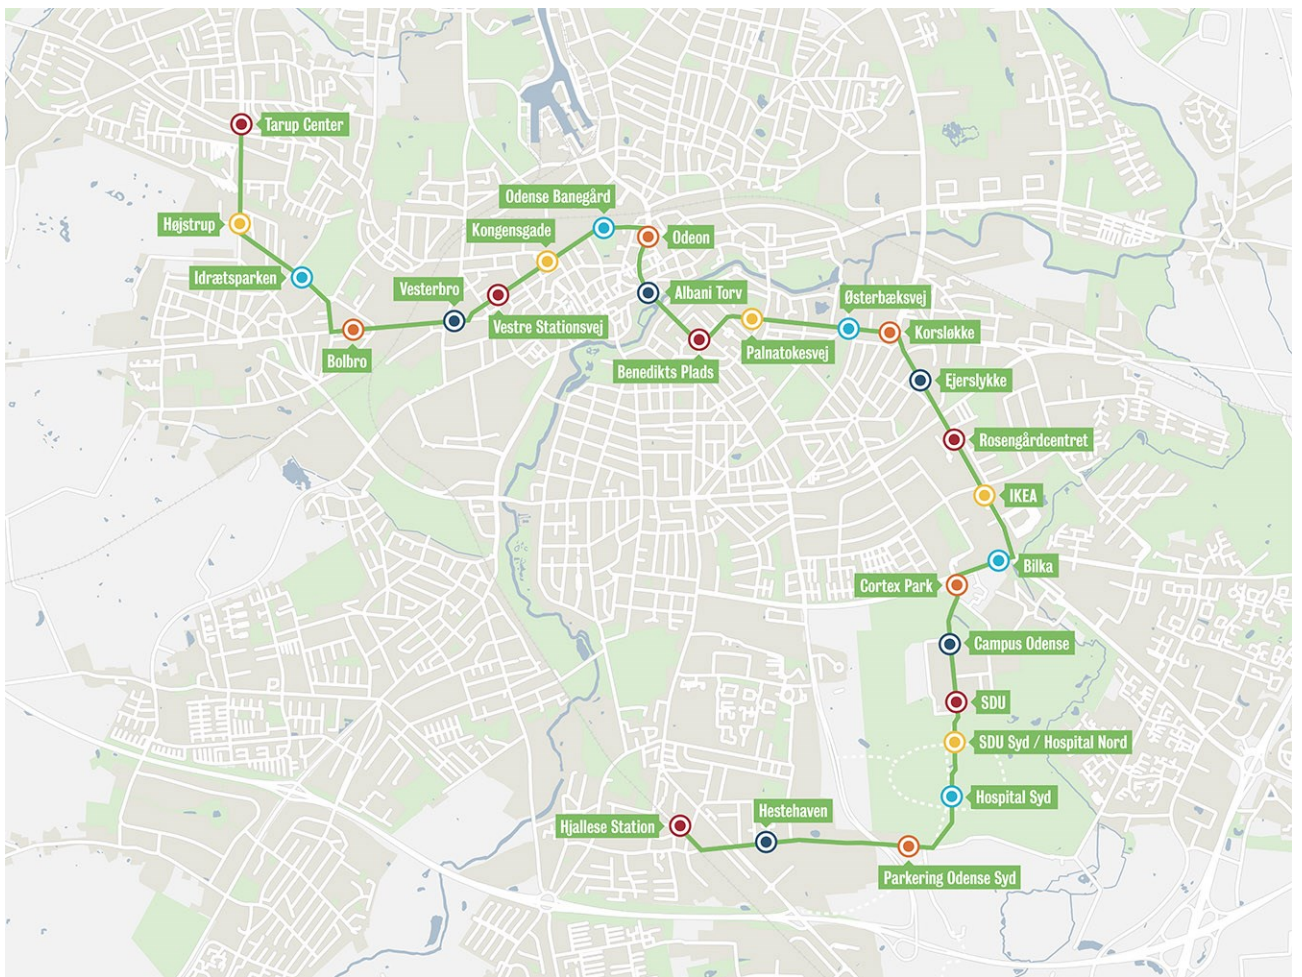 Tarup Center
Højstrup
Idrætsparken
Bolbro
Vesterbro
Vestre Stationsvej
Kongensgade
Odense Banegård
Odeon
Albani Torv
Benedikts Plads
Palnatokesvej
Østerbæksvej
Korsløkke
Ejerslykke
Rosengårdcentret
IKEA
Bilka
Cortex Park
Campus Odense
SDU
SDU Syd / Hospital Nord
Hospital Syd
Parkering Odense Syd
Hestehaven
Hjallese Station